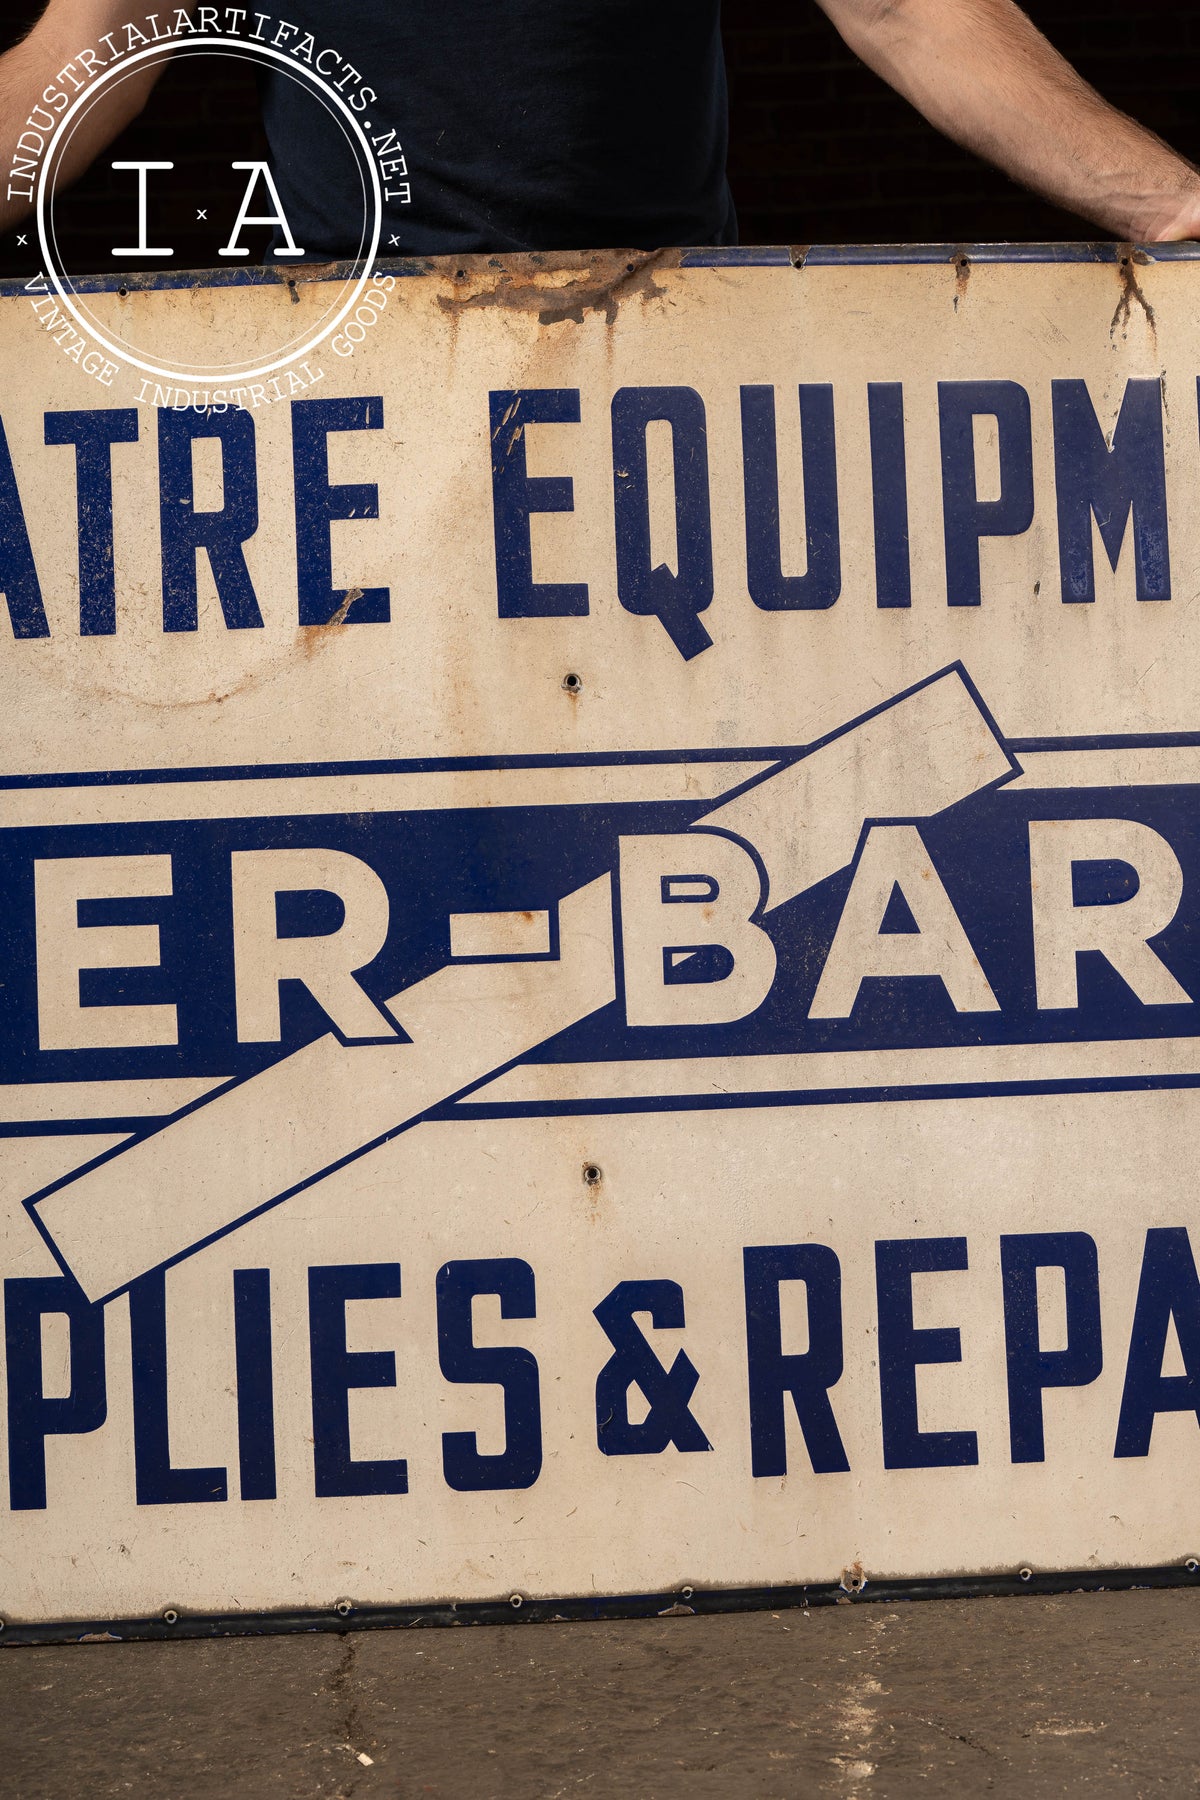 INDUSTRIALARTIFACTS.NET
I x A
x x
VINTAGE INDUSTRIAL GOODS
ATRE EQUIPM
ER-BAR
PLIES & REPA